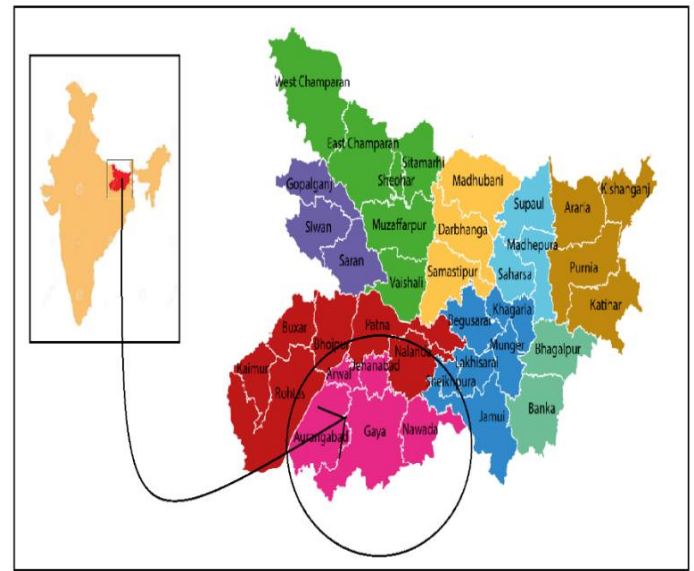 West Champaran
East Champaran
Sitamarhi
Sheohar
Gopalganj
Siwan
Saran
Muzaffarpur
Vaishali
Madhubani
Darbhanga
Samastipur
Supaul
Madhepura
Saharsa
Araria
Kishanganj
Purnia
Katihar
Buxar
Bhojpur
Patna
Nalanda
Kaimur
Rohtas
Arwal
Jehanabad
Aurangabad
Gaya
Nawada
Begusarai
Khagariai
Munger
Lakhisarai
Sheikhpura
Jamui
Bhagalpur
Banka